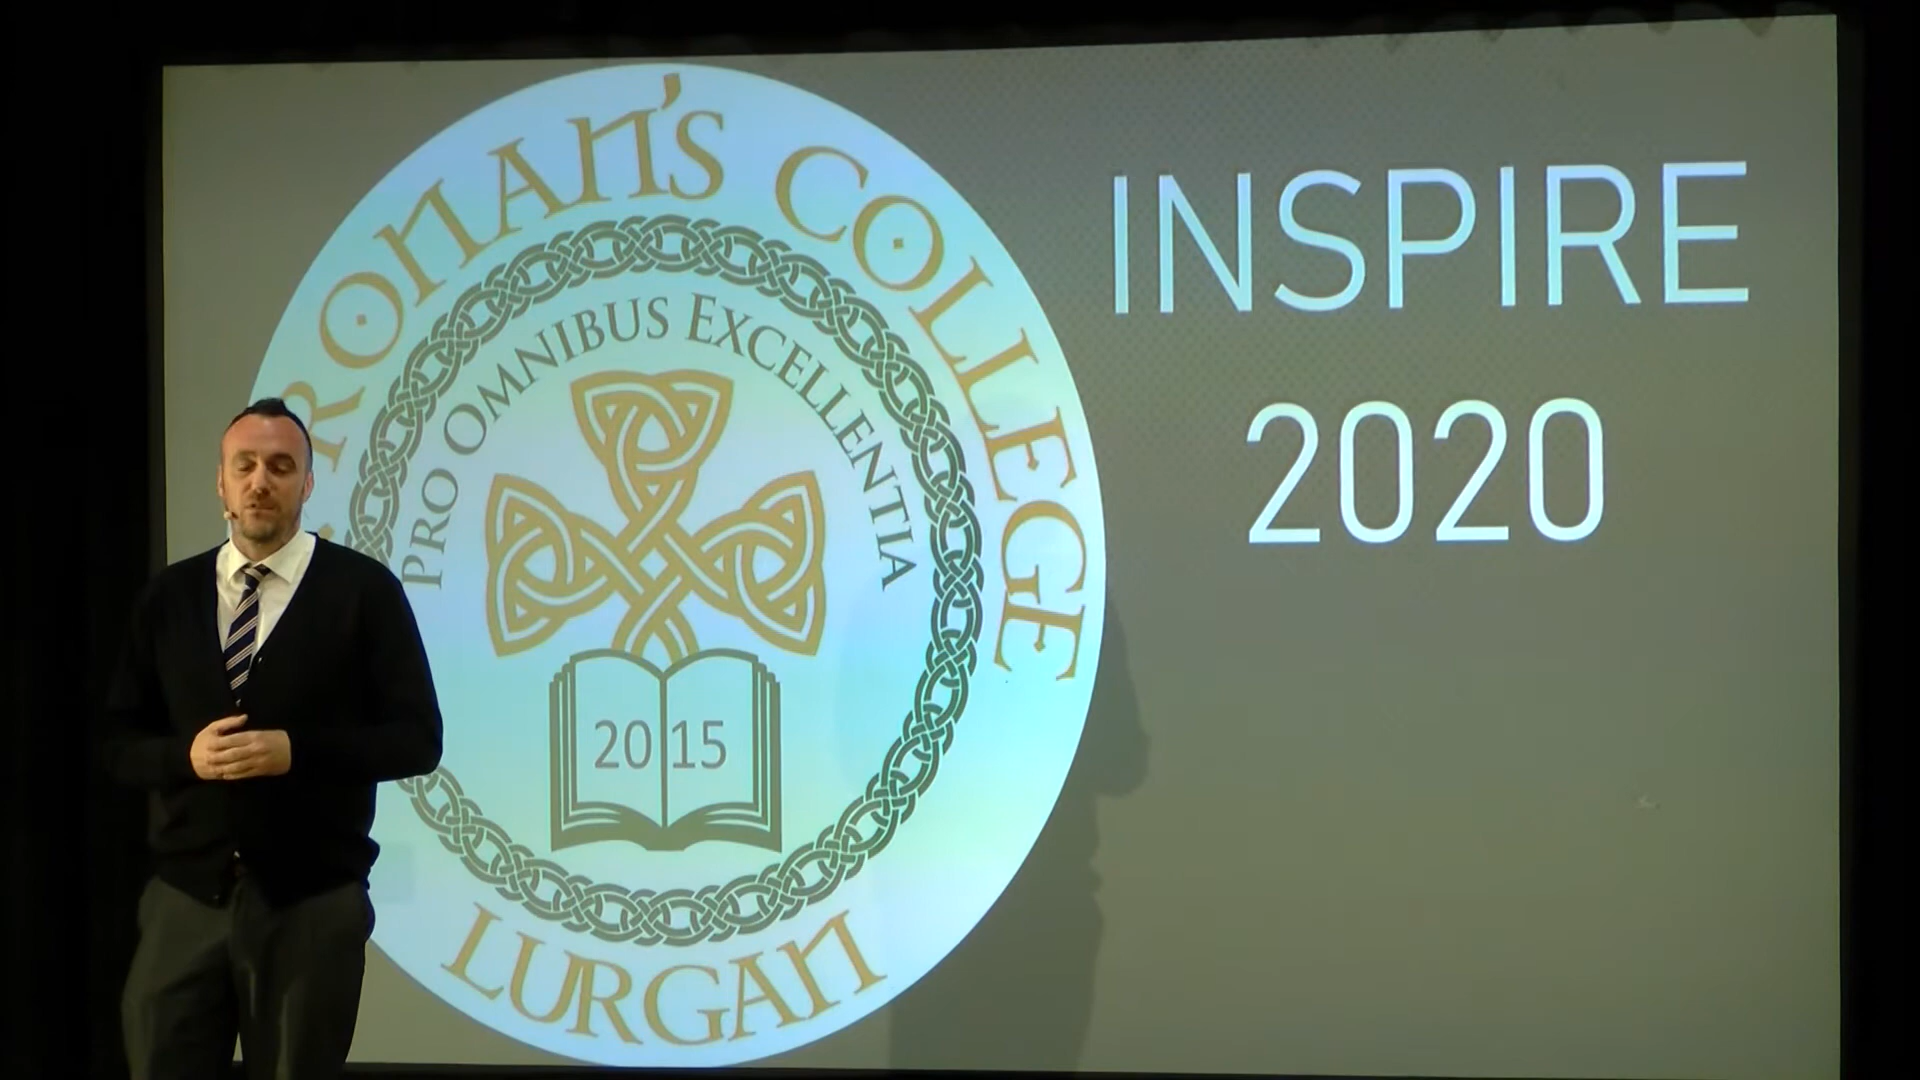 RONAN'S COLLEGE
PRO OMNIBUS EXCELLENTIA
2015
LURGAN
INSPIRE
2020